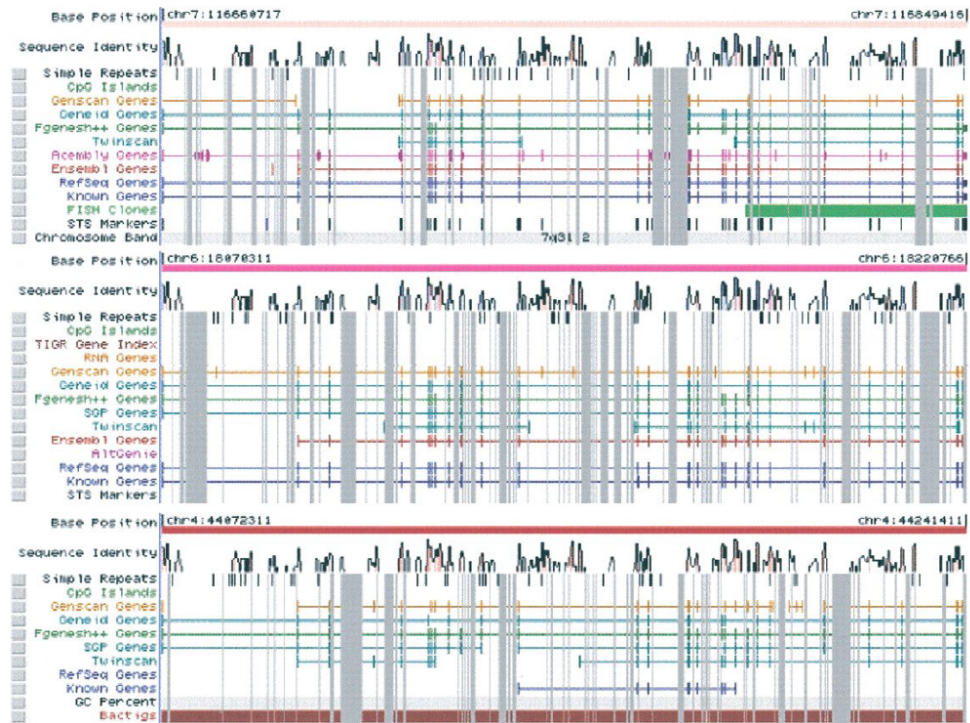 Base Position chr7:116660717 chr7:116849416
Sequence Identity
Simple Repeats
CpG Islands
Genscan Genes
Geneid Genes
Fgenesh++ Genes
Twinscan
Acembly Genes
Ensembl Genes
RefSeq Genes
Known Genes
FISH Clones
STS Markers
Chromosome Band 7q31.2
Base Position chr6:18070311 chr6:18220766
Sequence Identity
Simple Repeats
CpG Islands
TIGR Gene Index
RNA Genes
Genscan Genes
Geneid Genes
Fgenesh++ Genes
SGP Genes
Twinscan
Ensembl Genes
AltGenie
RefSeq Genes
Known Genes
STS Markers
Base Position chr4:44072311 chr4:44241411
Sequence Identity
Simple Repeats
CpG Islands
Genscan Genes
Geneid Genes
Fgenesh++ Genes
SGP Genes
Twinscan
RefSeq Genes
Known Genes
GC Percent
Bactigs